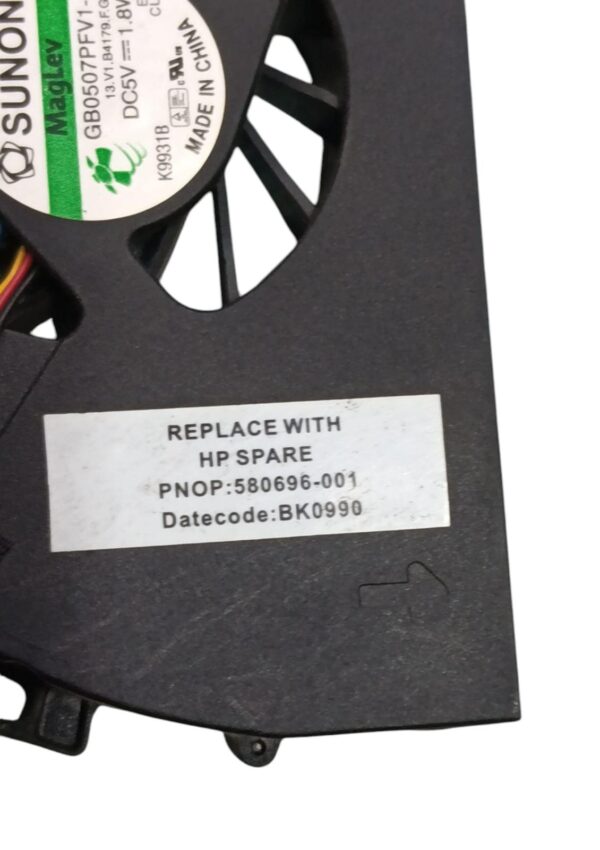 SUNON
MagLev
GB0507PFV1-
13.V1.B4179.F.G
DC5V 1.8W
K9931B
MADE IN CHINA
REPLACE WITH
HP SPARE
PNOP:580696-001
Datecode:BK0990